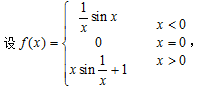 设 f(x) = { 1/x sin x    x < 0
0    x = 0 ,
x sin 1/x + 1    x > 0